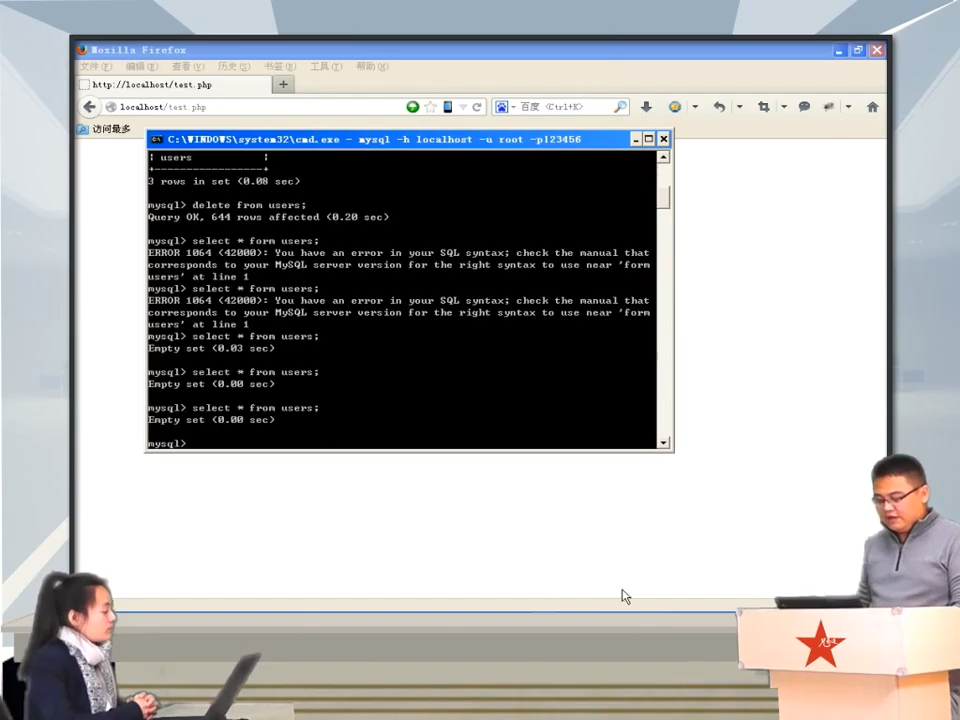 Mozilla Firefox
文件(F) 编辑(E) 查看(V) 历史(S) 书签(B) 工具(T) 帮助(H)
http://localhost/test.php
localhost/test.php
百度 <Ctrl+K>
访问最多
C:\WINDOWS\system32\cmd.exe - mysql -h localhost -u root -p123456
| users |
+-----------------+
3 rows in set (0.08 sec)
mysql> delete from users;
Query OK, 644 rows affected (0.20 sec)
mysql> select * form users;
ERROR 1064 (42000): You have an error in your SQL syntax; check the manual that
corresponds to your MySQL server version for the right syntax to use near 'form
users' at line 1
mysql> select * form users;
ERROR 1064 (42000): You have an error in your SQL syntax; check the manual that
corresponds to your MySQL server version for the right syntax to use near 'form
users' at line 1
mysql> select * from users;
Empty set (0.03 sec)
mysql> select * from users;
Empty set (0.00 sec)
mysql> select * from users;
Empty set (0.00 sec)
mysql>